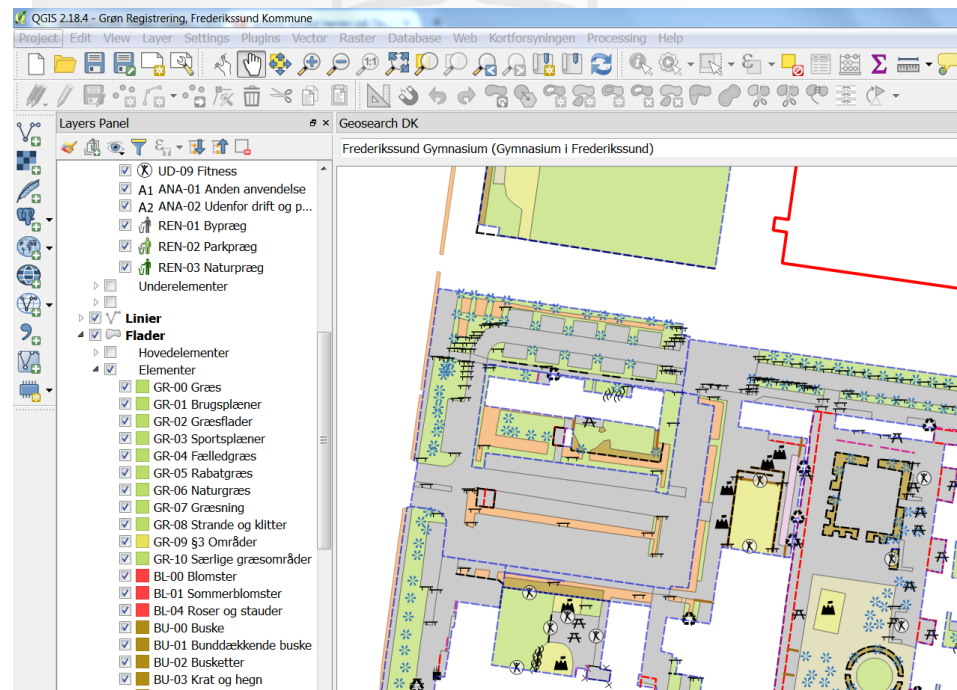 QGIS 2.18.4 - Grøn Registrering, Frederikssund Kommune
Project Edit View Layer Settings Plugins Vector Raster Database Web Kortforsyningen Processing Help
Layers Panel
Geosearch DK
Frederikssund Gymnasium (Gymnasium i Frederikssund)
UD-09 Fitness
A1 ANA-01 Anden anvendelse
A2 ANA-02 Udenfor drift og p...
REN-01 Bypræg
REN-02 Parkpræg
REN-03 Naturpræg
Underelementer
Linier
Flader
Hovedelementer
Elementer
GR-00 Græs
GR-01 Brugsplæner
GR-02 Græsflader
GR-03 Sportsplæner
GR-04 Fælledgræs
GR-05 Rabatgræs
GR-06 Naturgræs
GR-07 Græsning
GR-08 Strande og klitter
GR-09 §3 Områder
GR-10 Særlige græsområder
BL-00 Blomster
BL-01 Sommerblomster
BL-04 Roser og stauder
BU-00 Buske
BU-01 Bunddækkende buske
BU-02 Busketter
BU-03 Krat og hegn